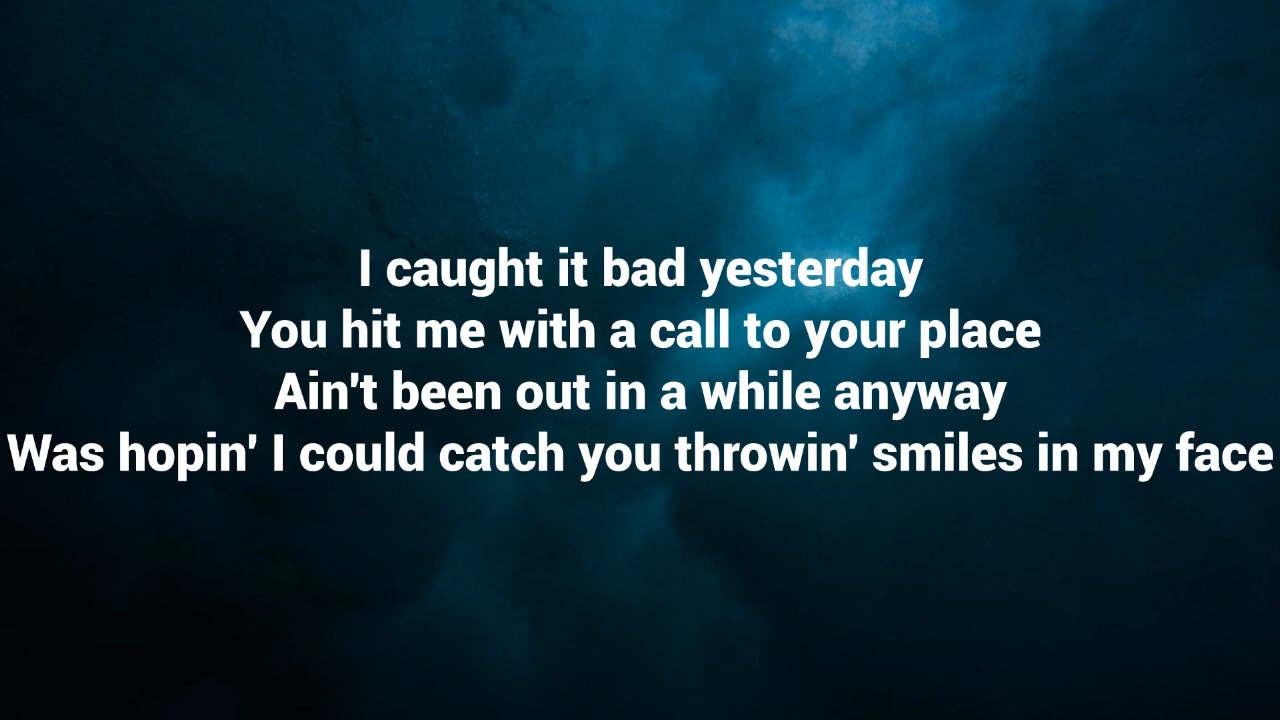 I caught it bad yesterday
You hit me with a call to your place
Ain't been out in a while anyway
Was hopin' I could catch you throwin' smiles in my face